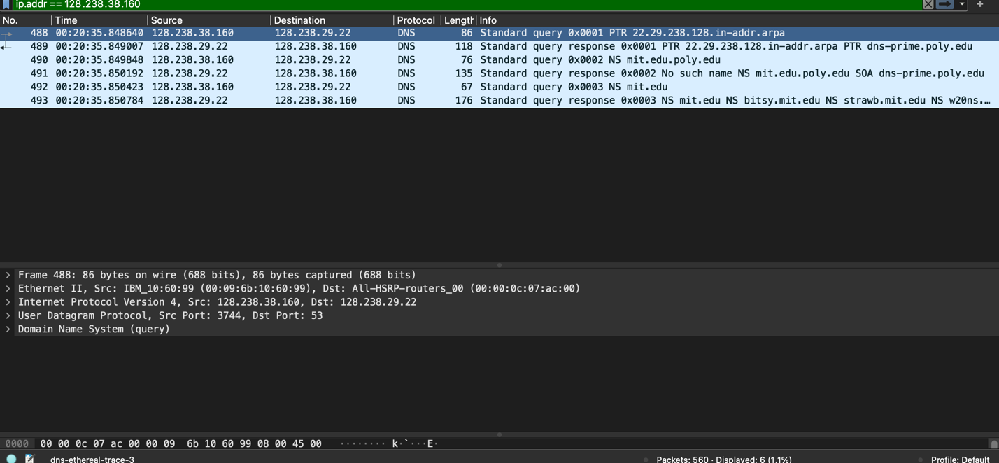 ip.addr == 128.238.38.160
No. Time Source Destination Protocol Length Info
488 00:20:35.848640 128.238.38.160 128.238.29.22 DNS 86 Standard query 0x0001 PTR 22.29.238.128.in-addr.arpa
489 00:20:35.849007 128.238.29.22 128.238.38.160 DNS 118 Standard query response 0x0001 PTR 22.29.238.128.in-addr.arpa PTR dns-prime.poly.edu
490 00:20:35.849848 128.238.38.160 128.238.29.22 DNS 76 Standard query 0x0002 NS mit.edu.poly.edu
491 00:20:35.850192 128.238.29.22 128.238.38.160 DNS 135 Standard query response 0x0002 No such name NS mit.edu.poly.edu SOA dns-prime.poly.edu
492 00:20:35.850423 128.238.38.160 128.238.29.22 DNS 67 Standard query 0x0003 NS mit.edu
493 00:20:35.850784 128.238.29.22 128.238.38.160 DNS 176 Standard query response 0x0003 NS mit.edu NS bitsy.mit.edu NS strawb.mit.edu NS w20ns.…
Frame 488: 86 bytes on wire (688 bits), 86 bytes captured (688 bits)
Ethernet II, Src: IBM_10:60:99 (00:09:6b:10:60:99), Dst: All-HSRP-routers_00 (00:00:0c:07:ac:00)
Internet Protocol Version 4, Src: 128.238.38.160, Dst: 128.238.29.22
User Datagram Protocol, Src Port: 3744, Dst Port: 53
Domain Name System (query)
0000 00 00 0c 07 ac 00 00 09 6b 10 60 99 08 00 45 00 ········ k·`···E·
dns-ethereal-trace-3 Packets: 560 · Displayed: 6 (1.1%) Profile: Default